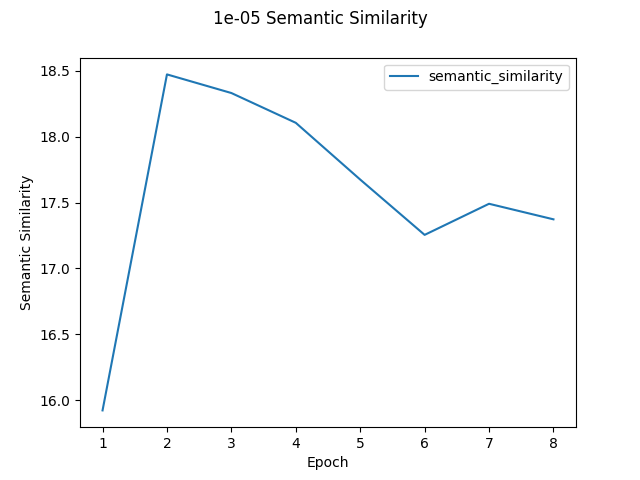 1e-05 Semantic Similarity
semantic_similarity
18.5
18.0
17.5
17.0
16.5
16.0
Semantic Similarity
1 2 3 4 5 6 7 8
Epoch